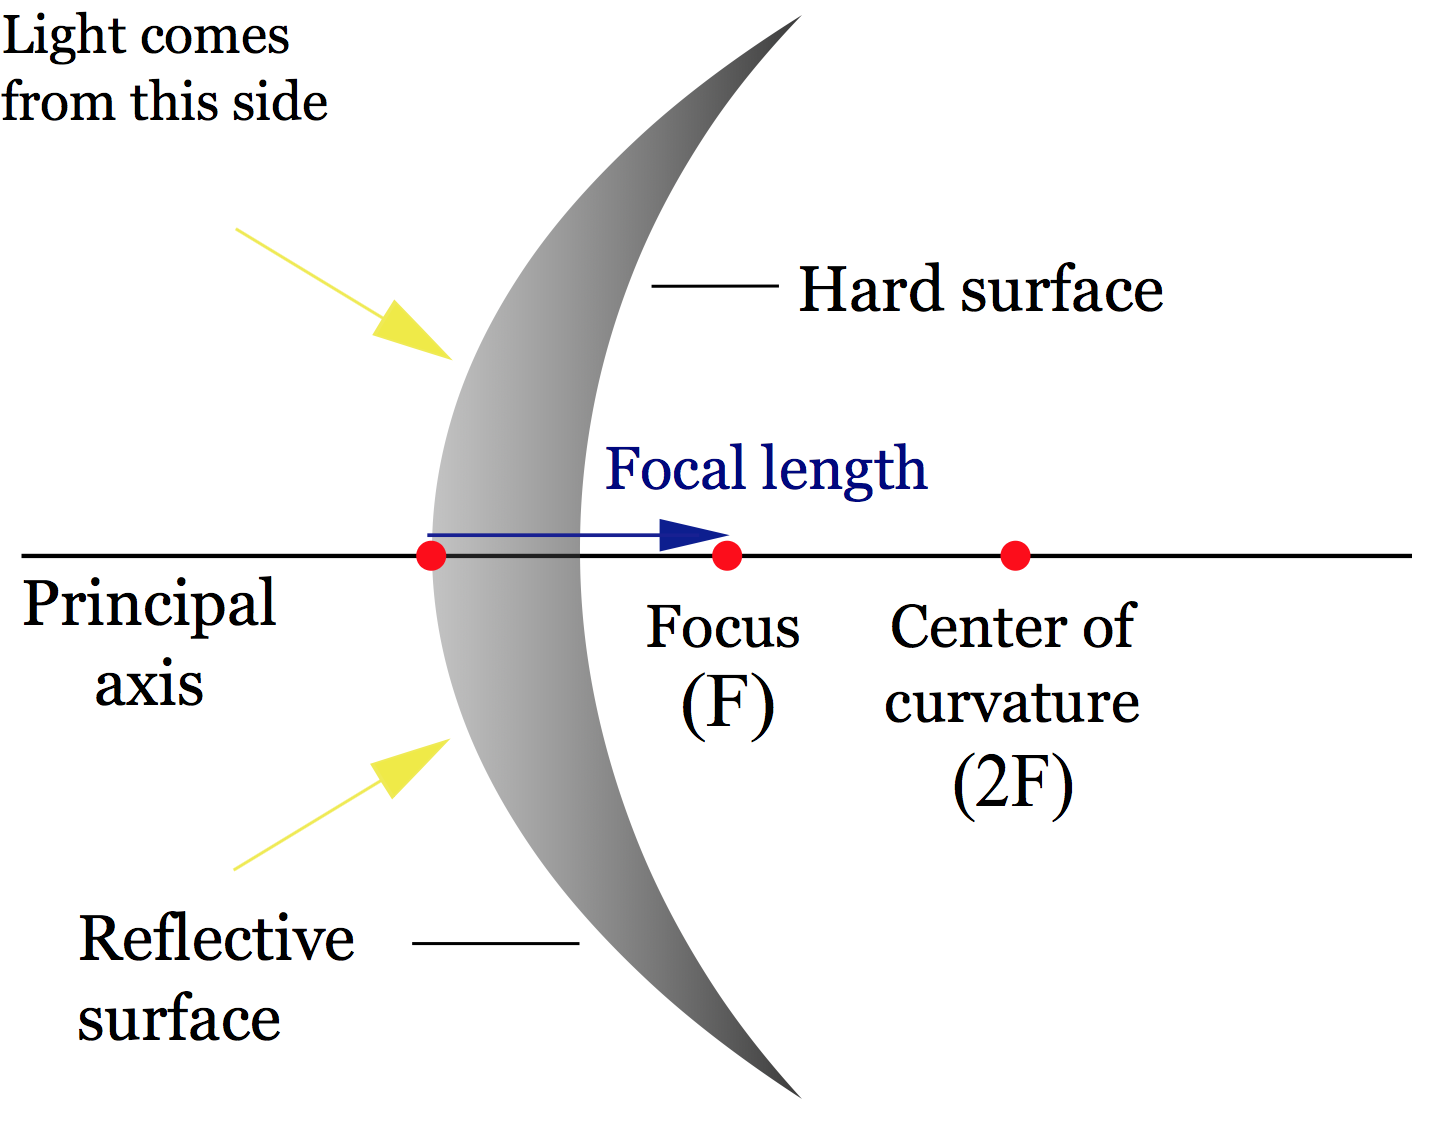 Light comes
from this side
Hard surface
Focal length
Principal
axis
Focus
(F)
Center of
curvature
(2F)
Reflective
surface